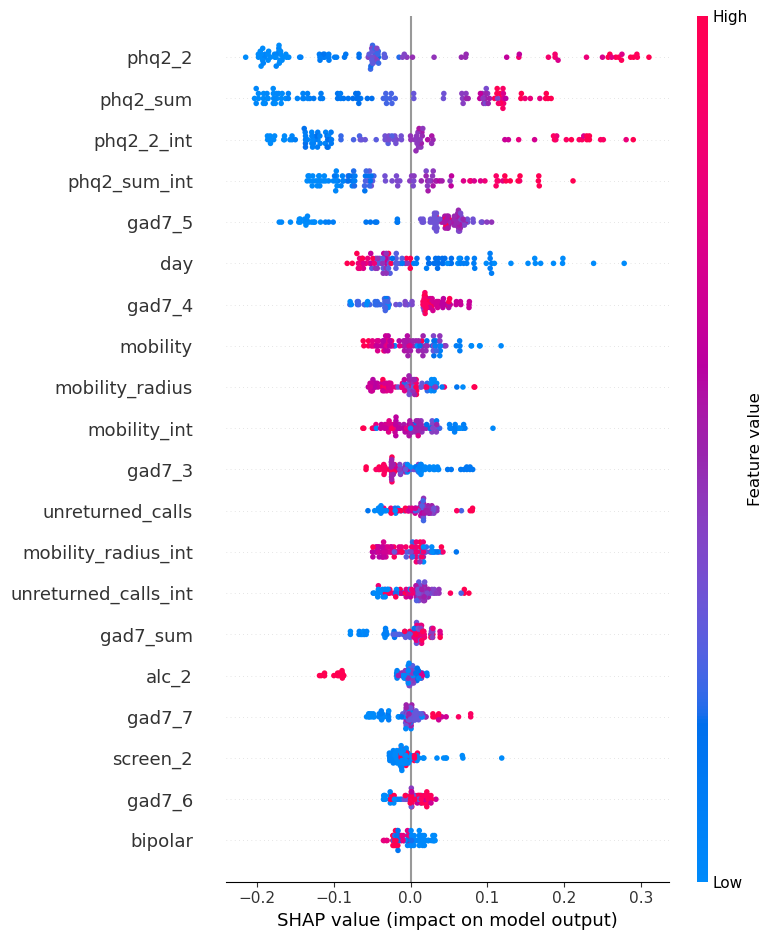 High
phq2_2
phq2_sum
phq2_2_int
phq2_sum_int
gad7_5
day
gad7_4
mobility
mobility_radius
mobility_int
gad7_3
unreturned_calls
mobility_radius_int
unreturned_calls_int
gad7_sum
alc_2
gad7_7
screen_2
gad7_6
bipolar
Feature value
Low
−0.2 −0.1 0.0 0.1 0.2 0.3
SHAP value (impact on model output)